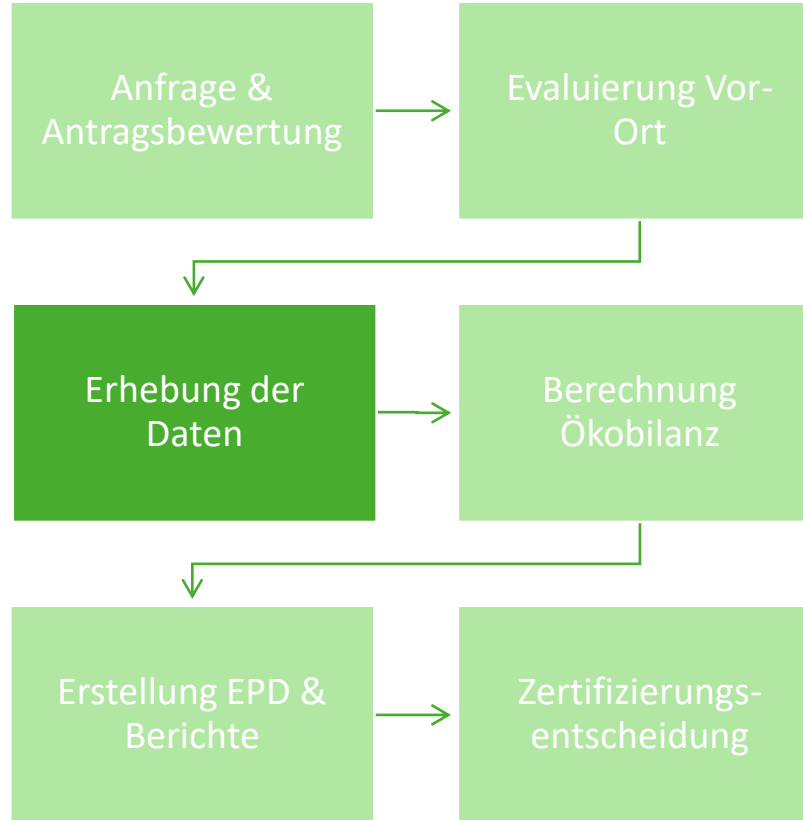 Anfrage &
Antragsbewertung
Evaluierung Vor-
Ort
Erhebung der
Daten
Berechnung
Ökobilanz
Erstellung EPD &
Berichte
Zertifizierungs-
entscheidung